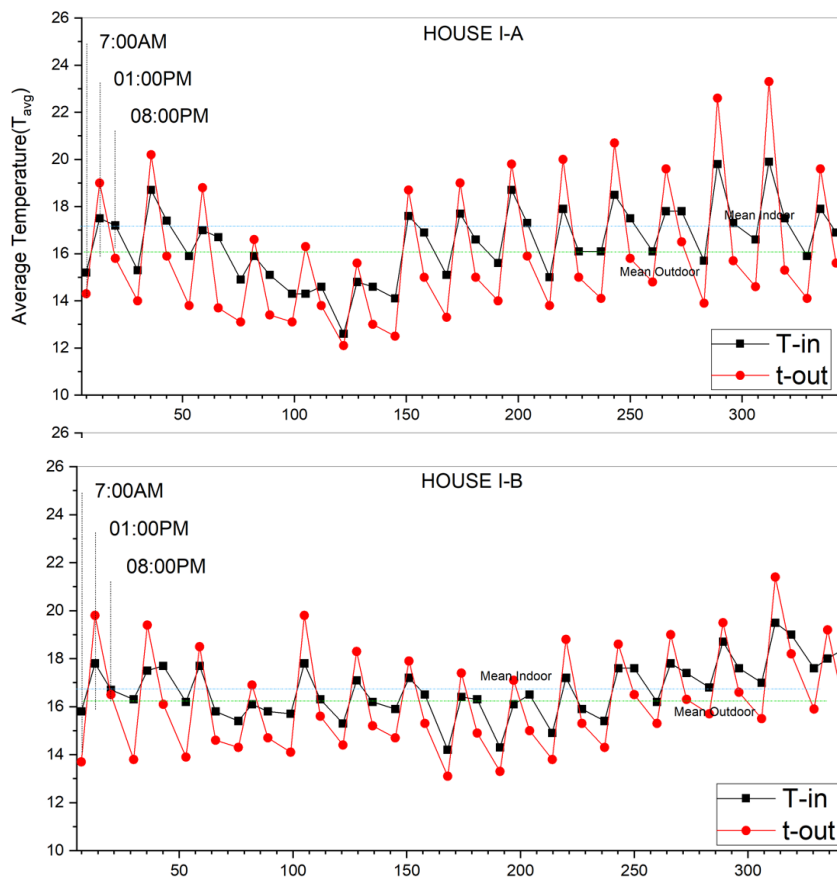 26
HOUSE I-A
24
7:00AM
22
01:00PM
08:00PM
20
18
Mean Indoor
16
Mean Outdoor
14
12
10
Average Temperature(Tavg)
T-in
t-out
50
100
150
200
250
300
26
HOUSE I-B
24
7:00AM
22
01:00PM
08:00PM
20
18
Mean Indoor
16
Mean Outdoor
14
12
10
T-in
t-out
50
100
150
200
250
300